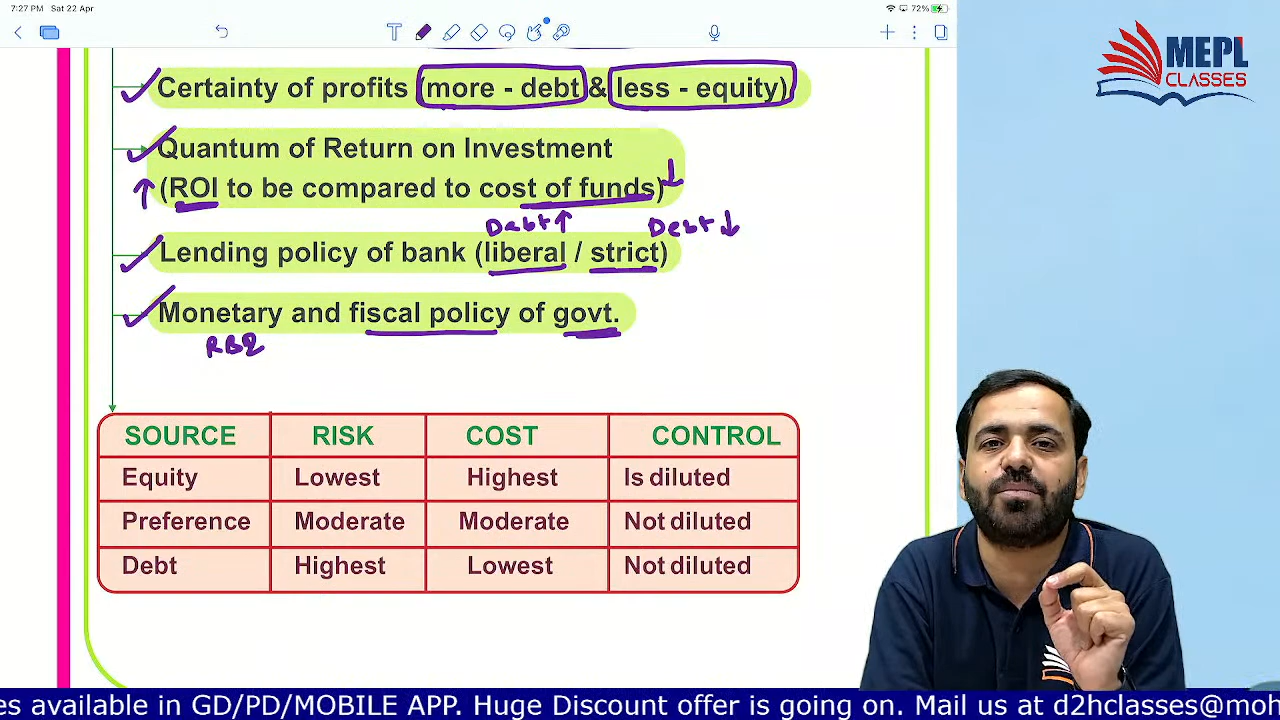 7:27 PM Sat 22 Apr
72%
MEPL
CLASSES
Certainty of profits (more - debt & less - equity)
Quantum of Return on Investment
(ROI to be compared to cost of funds)
Debt↑ Debt↓
Lending policy of bank (liberal / strict)
Monetary and fiscal policy of govt.
RBI
SOURCE RISK COST CONTROL
Equity Lowest Highest Is diluted
Preference Moderate Moderate Not diluted
Debt Highest Lowest Not diluted
es available in GD/PD/MOBILE APP. Huge Discount offer is going on. Mail us at d2hclasses@moh